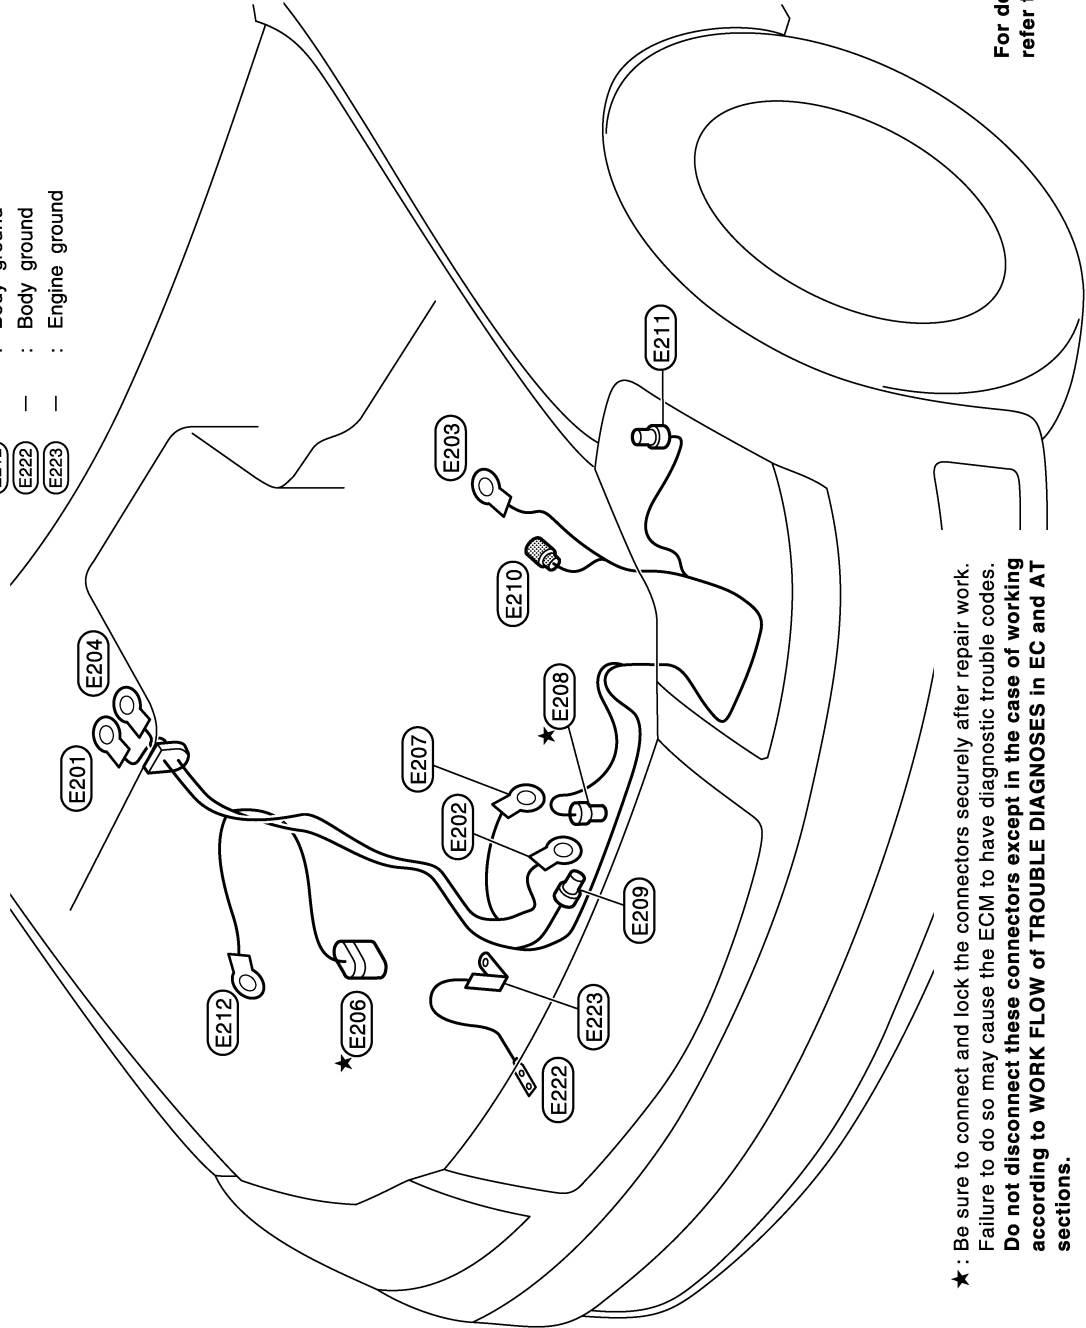 E222 — : Body ground
E223 — : Engine ground
E201
E204
E212
★ E206
E207
E203
E202
E210
E222
★ E208
E223
E209
E211
★ : Be sure to connect and lock the connectors securely after repair work.
Failure to do so may cause the ECM to have diagnostic trouble codes.
Do not disconnect these connectors except in the case of working
according to WORK FLOW of TROUBLE DIAGNOSES in EC and AT
sections.
For
refer